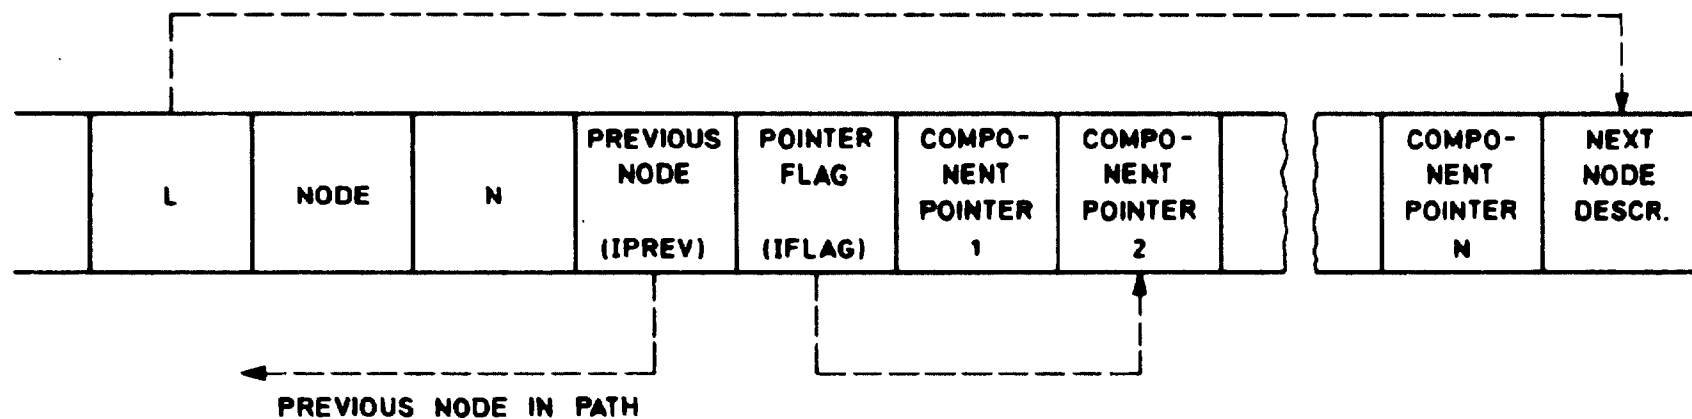 L
NODE
N
PREVIOUS
NODE
(IPREV)
POINTER
FLAG
(IFLAG)
COMPO-
NENT
POINTER
1
COMPO-
NENT
POINTER
2
COMPO-
NENT
POINTER
N
NEXT
NODE
DESCR.
PREVIOUS NODE IN PATH